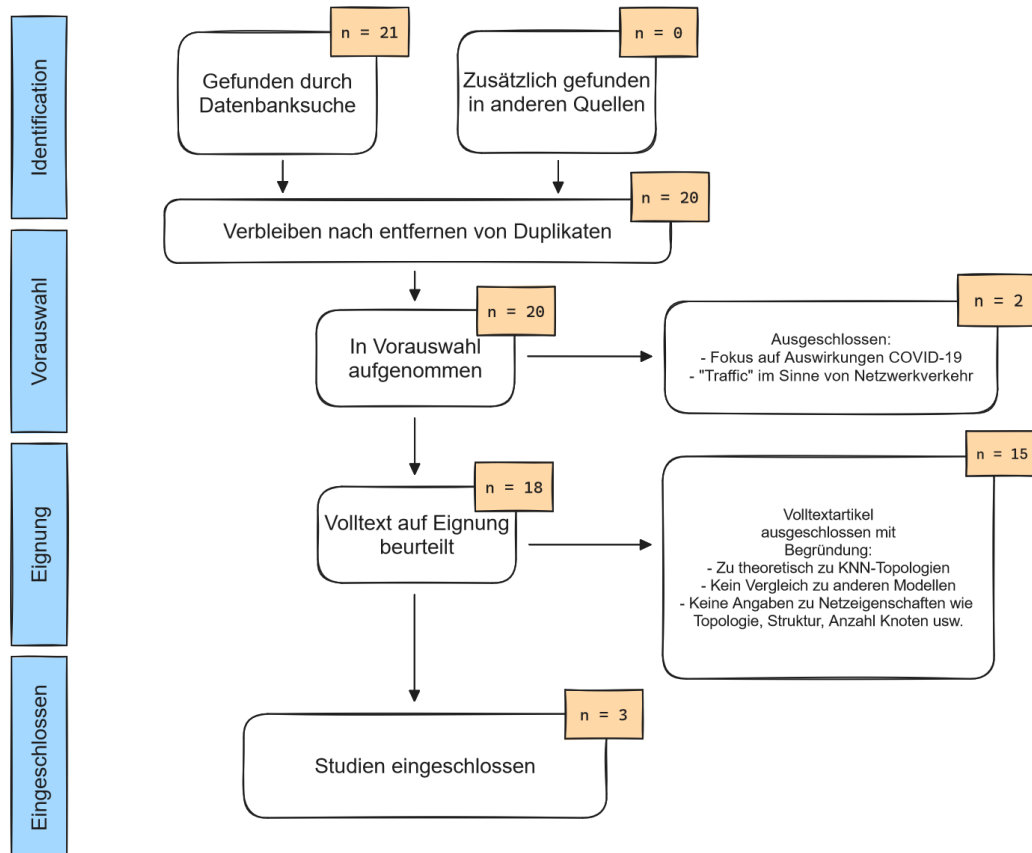 Identification
n = 21
Gefunden durch
Datenbanksuche
n = 0
Zusätzlich gefunden
in anderen Quellen
n = 20
Verbleiben nach entfernen von Duplikaten
Vorauswahl
n = 20
In Vorauswahl
aufgenommen
n = 2
Ausgeschlossen:
- Fokus auf Auswirkungen COVID-19
- "Traffic" im Sinne von Netzwerkverkehr
Eignung
n = 18
Volltext auf Eignung
beurteilt
n = 15
Volltextartikel
ausgeschlossen mit
Begründung:
- Zu theoretisch zu KNN-Topologien
- Kein Vergleich zu anderen Modellen
- Keine Angaben zu Netzeigenschaften wie
Topologie, Struktur, Anzahl Knoten usw.
Eingeschlossen
n = 3
Studien eingeschlossen